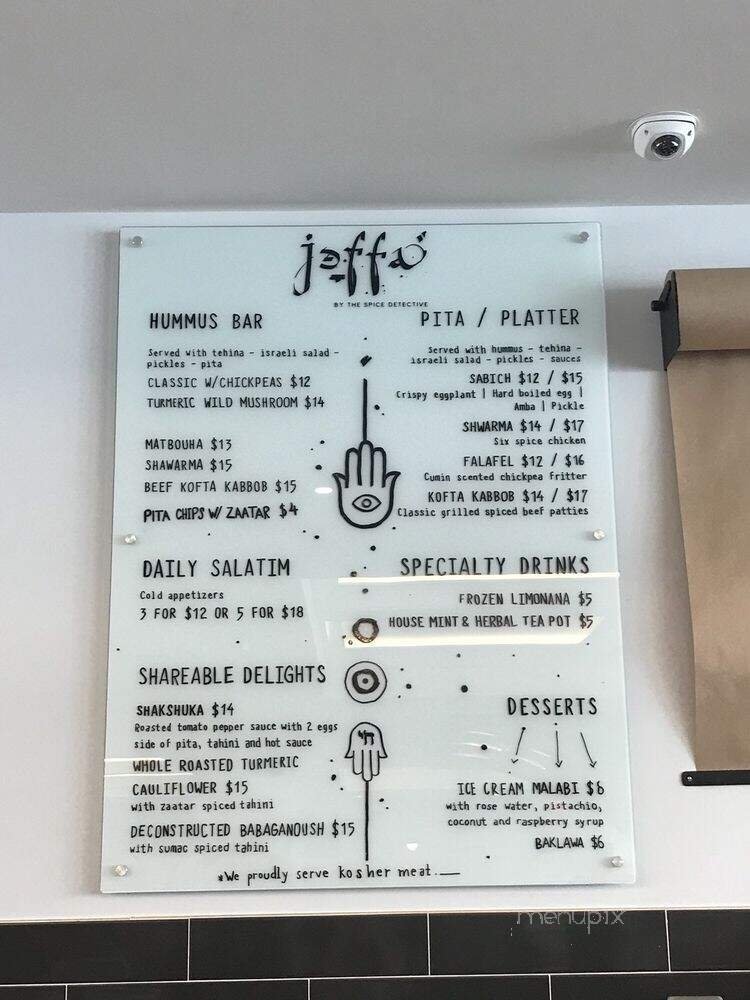 jaffa
BY THE SPICE DETECTIVE
HUMMUS BAR
Served with tehina - israeli salad -
pickles - pita
CLASSIC W/CHICKPEAS $12
TURMERIC WILD MUSHROOM $14
MATBOUHA $13
SHAWARMA $15
BEEF KOFTA KABBOB $15
PITA CHIPS W/ ZAATAR $4
DAILY SALATIM
Cold appetizers
3 FOR $12 OR 5 FOR $18
SHAREABLE DELIGHTS
SHAKSHUKA $14
Roasted tomato pepper sauce with 2 eggs
side of pita, tahini and hot sauce
WHOLE ROASTED TURMERIC
CAULIFLOWER $15
with zaatar spiced tahini
DECONSTRUCTED BABAGANOUSH $15
with sumac spiced tahini
PITA / PLATTER
Served with hummus - tehina -
israeli salad - pickles - sauces
SABICH $12 / $15
Crispy eggplant | Hard boiled egg |
Amba | Pickle
SHWARMA $14 / $17
Six spice chicken
FALAFEL $12 / $16
Cumin scented chickpea fritter
KOFTA KABBOB $14 / $17
Classic grilled spiced beef patties
SPECIALTY DRINKS
FROZEN LIMONANA $5
HOUSE MINT & HERBAL TEA POT $5
DESSERTS
ICE CREAM MALABI $6
with rose water, pistachio,
coconut and raspberry syrup
BAKLAWA $6
*We proudly serve kosher meat.
menupix